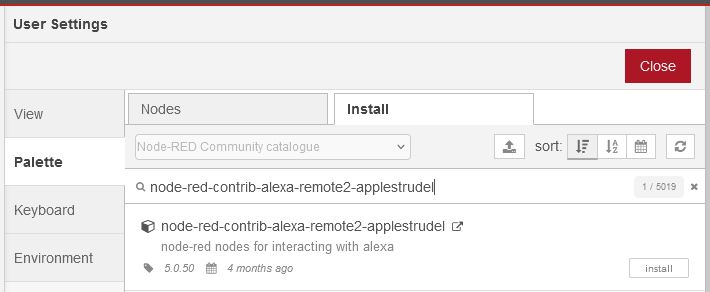 User Settings
Close
View
Palette
Keyboard
Environment
Nodes
Install
Node-RED Community catalogue
sort:
node-red-contrib-alexa-remote2-applestrudel
1 / 5019
node-red-contrib-alexa-remote2-applestrudel
node-red nodes for interacting with alexa
5.0.50 4 months ago
install